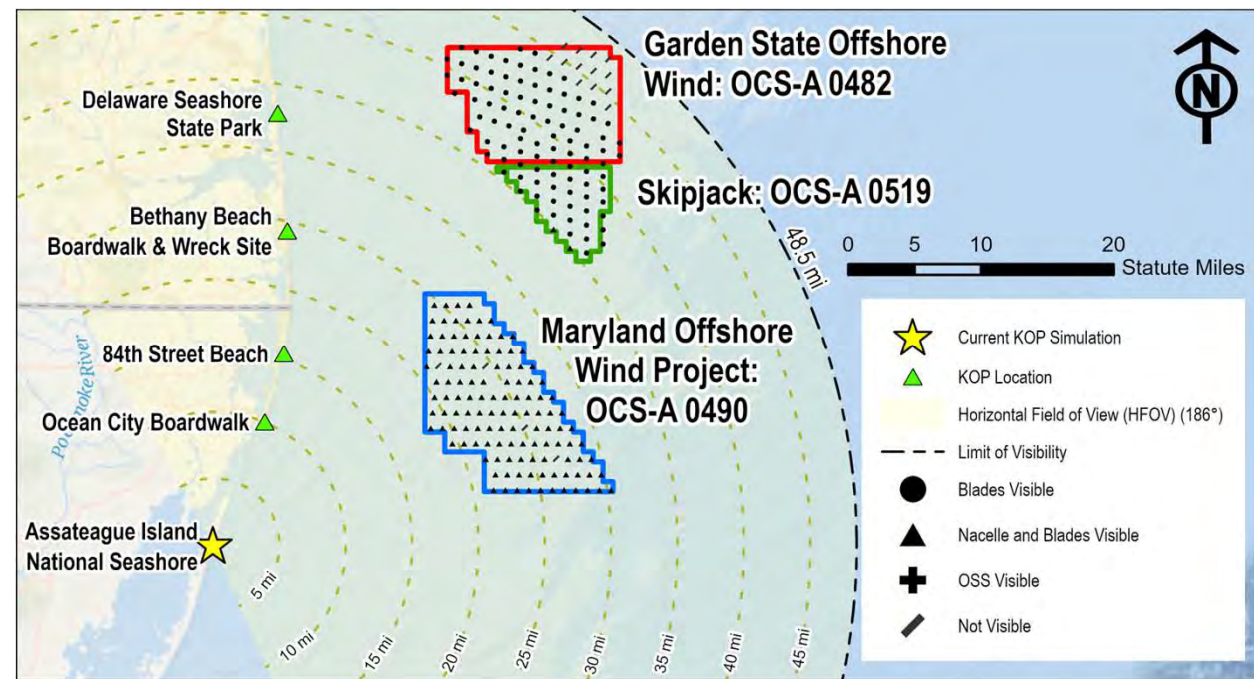 Garden State Offshore
Wind: OCS-A 0482
N
Delaware Seashore
State Park
Skipjack: OCS-A 0519
Bethany Beach
Boardwalk & Wreck Site
48.5 mi
0 5 10 20
Statute Miles
Maryland Offshore
Wind Project:
OCS-A 0490
84th Street Beach
Ocean City Boardwalk
Pocomoke River
Assateague Island
National Seashore
5 mi
10 mi
15 mi
20 mi
25 mi
30 mi
35 mi
40 mi
45 mi
Current KOP Simulation
KOP Location
Horizontal Field of View (HFOV) (186°)
Limit of Visibility
Blades Visible
Nacelle and Blades Visible
OSS Visible
Not Visible